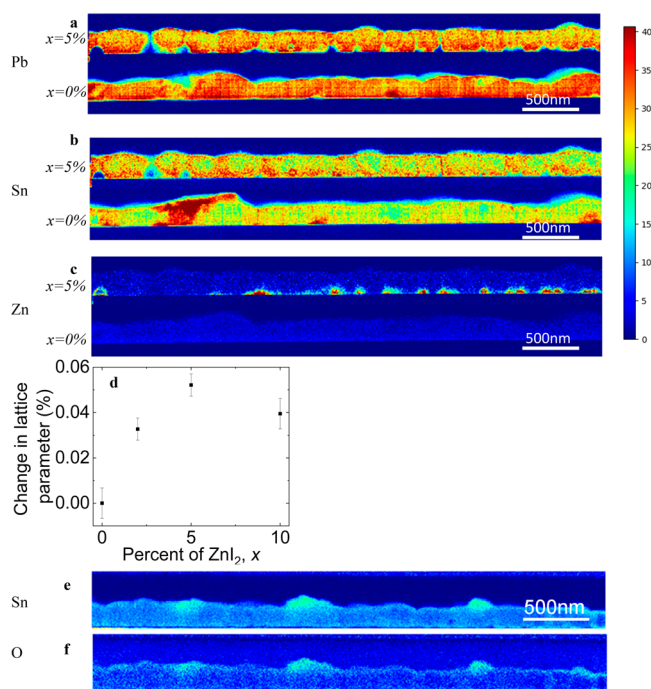 a
x=5%
Pb
x=0%
500nm
b
x=5%
Sn
x=0%
500nm
c
x=5%
Zn
x=0%
500nm
40
35
30
25
20
15
10
5
0
d
0.06
0.04
0.02
0.00
Change in lattice
parameter (%)
0 5 10
Percent of ZnI₂, x
Sn
e
500nm
O
f